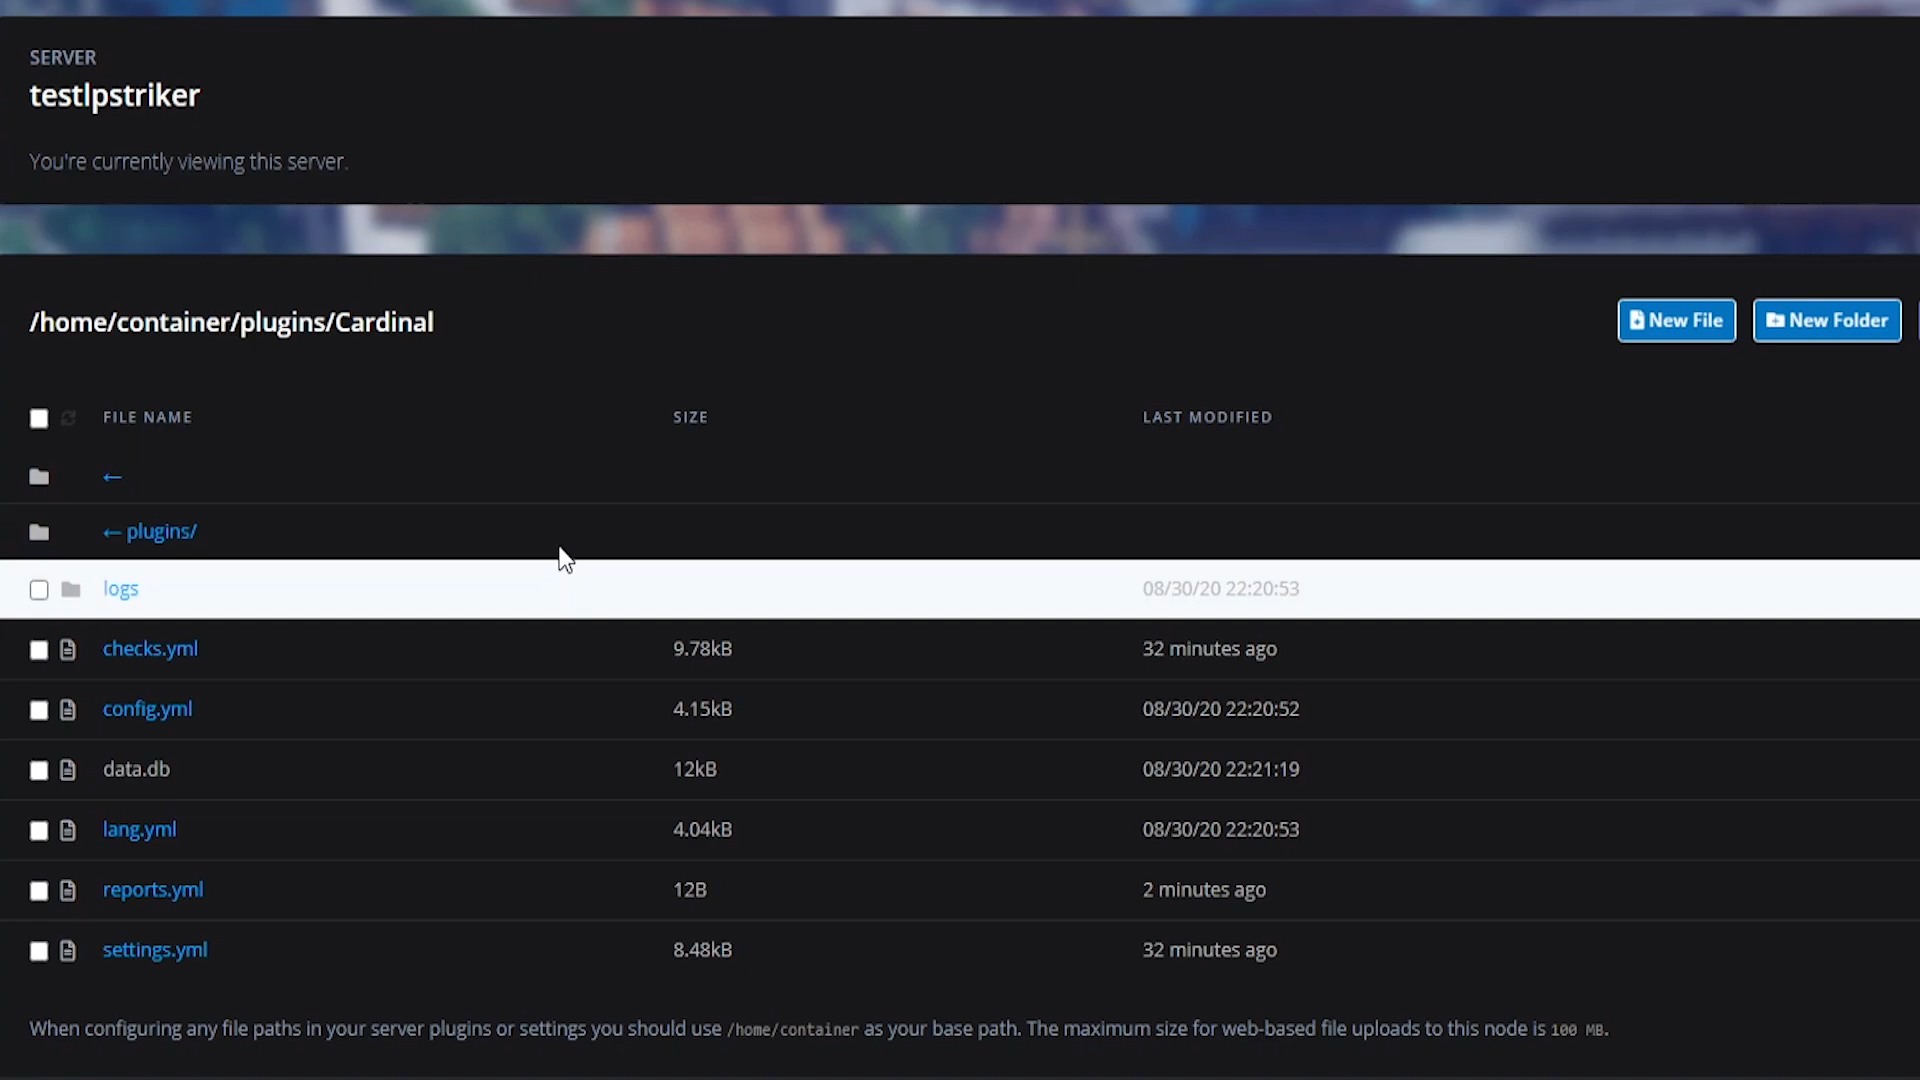 SERVER
testlpstriker
You're currently viewing this server.
/home/container/plugins/Cardinal
New File
New Folder
FILE NAME SIZE LAST MODIFIED
←
← plugins/
logs 08/30/20 22:20:53
checks.yml 9.78kB 32 minutes ago
config.yml 4.15kB 08/30/20 22:20:52
data.db 12kB 08/30/20 22:21:19
lang.yml 4.04kB 08/30/20 22:20:53
reports.yml 12B 2 minutes ago
settings.yml 8.48kB 32 minutes ago
When configuring any file paths in your server plugins or settings you should use /home/container as your base path. The maximum size for web-based file uploads to this node is 100 MB.